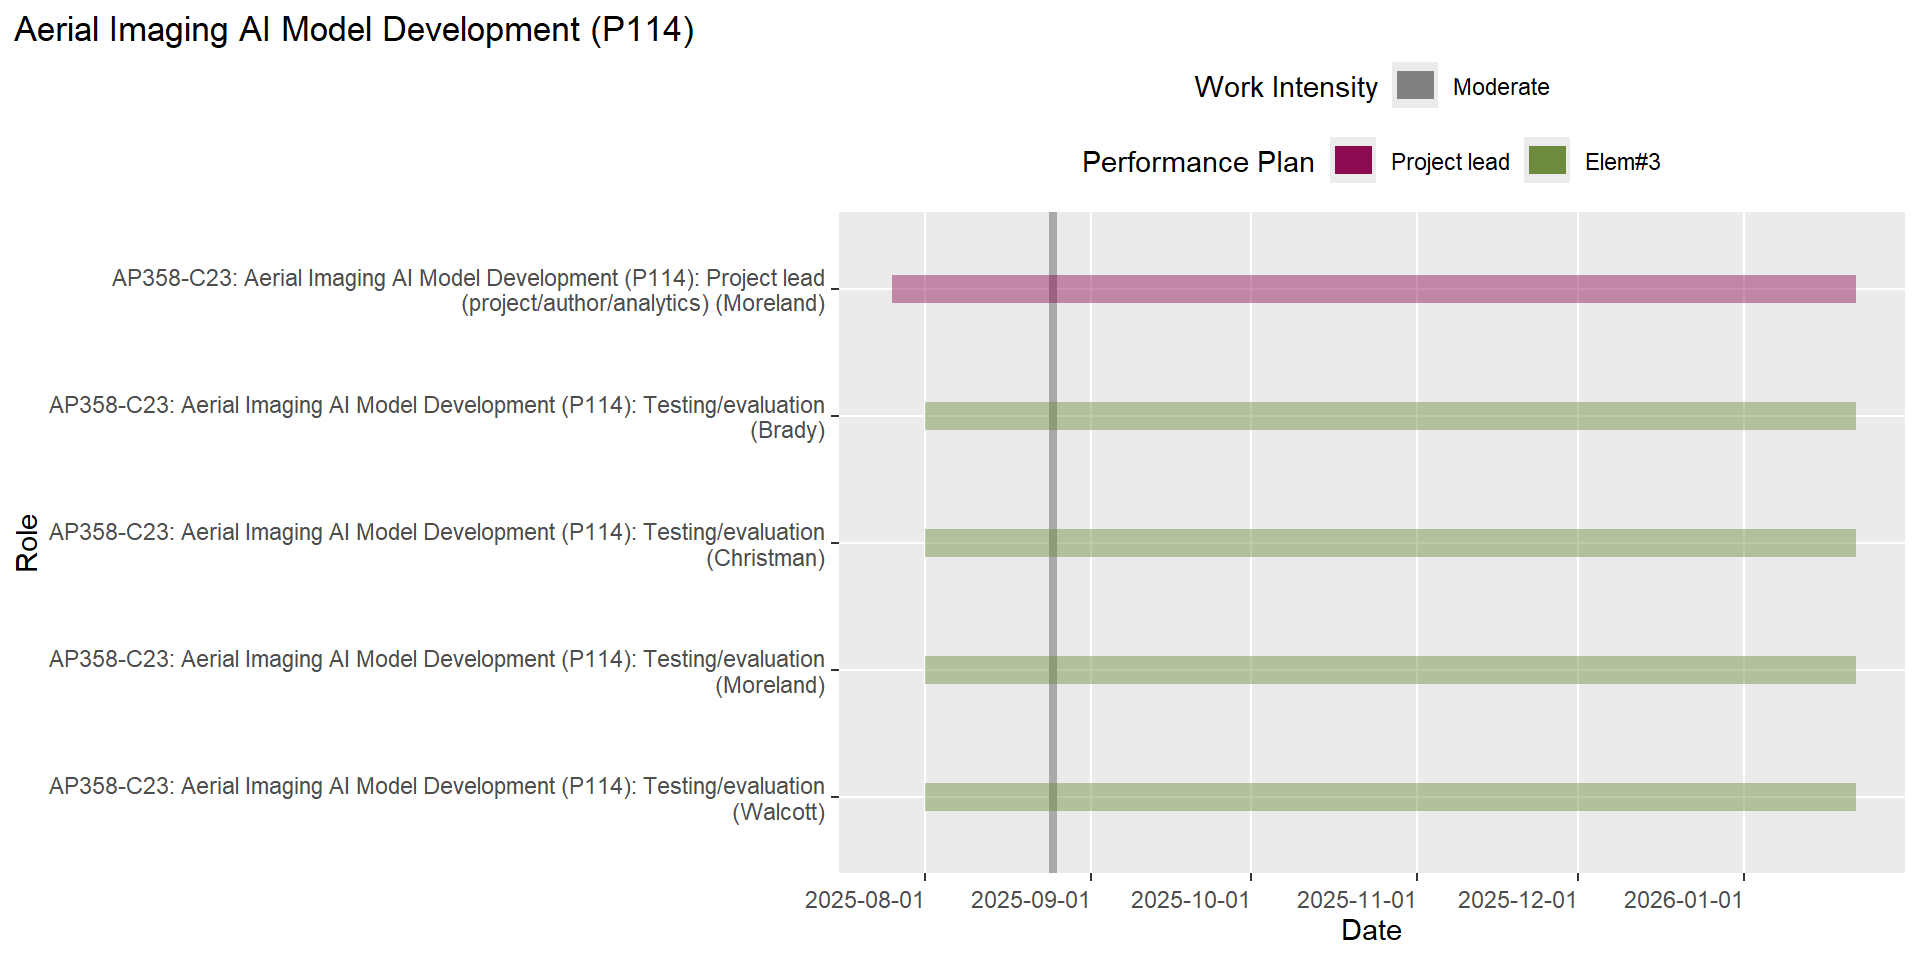 Aerial Imaging AI Model Development (P114)
Work Intensity Moderate
Performance Plan Project lead Elem#3
AP358-C23: Aerial Imaging AI Model Development (P114): Project lead
(project/author/analytics) (Moreland)
AP358-C23: Aerial Imaging AI Model Development (P114): Testing/evaluation
(Brady)
AP358-C23: Aerial Imaging AI Model Development (P114): Testing/evaluation
(Christman)
AP358-C23: Aerial Imaging AI Model Development (P114): Testing/evaluation
(Moreland)
AP358-C23: Aerial Imaging AI Model Development (P114): Testing/evaluation
(Walcott)
Role
2025-08-01 2025-09-01 2025-10-01 2025-11-01 2025-12-01 2026-01-01
Date